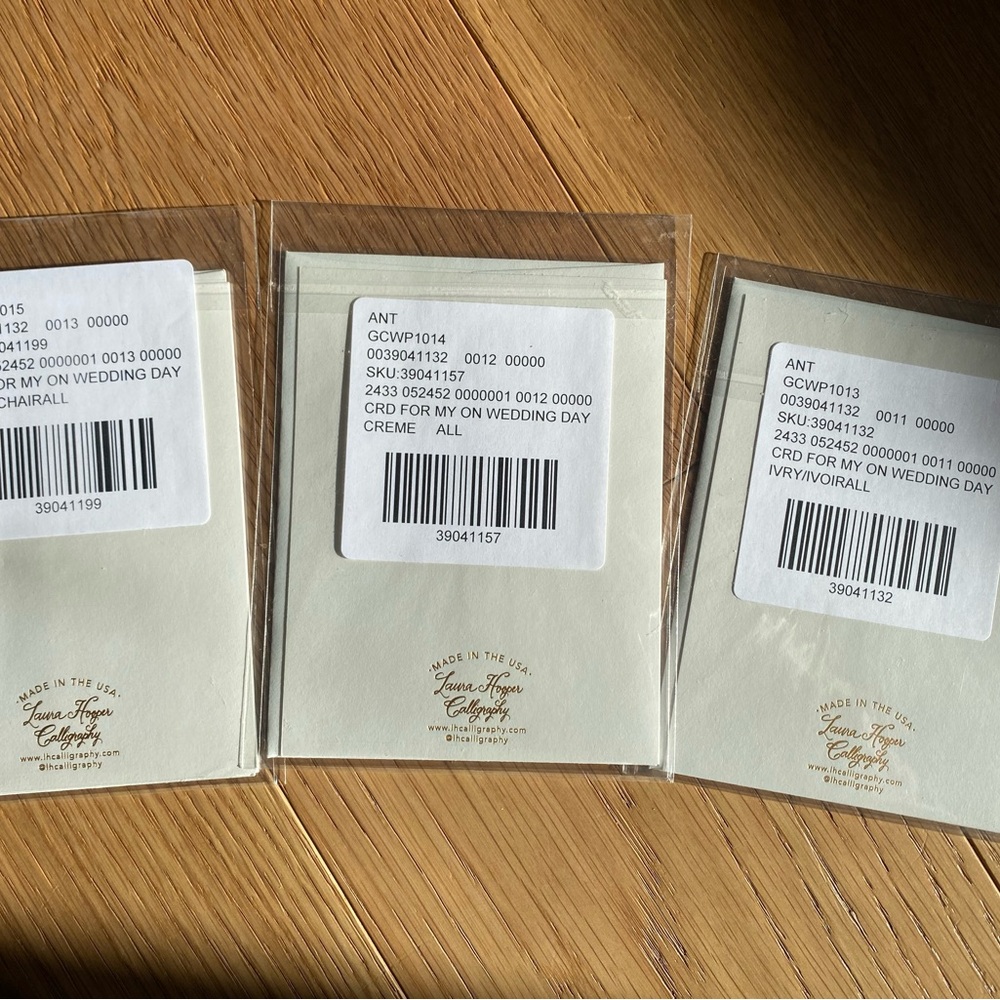 015
1132 0013 00000
041199
52452 0000001 0013 00000
OR MY ON WEDDING DAY
CHAIRALL
39041199
·MADE IN THE USA·
Laura Hooper
Calligraphy
www.lhcalligraphy.com
@lhcalligraphy
ANT
GCWP1014
0039041132 0012 00000
SKU:39041157
2433 052452 0000001 0012 00000
CRD FOR MY ON WEDDING DAY
CREME ALL
39041157
·MADE IN THE USA·
Laura Hooper
Calligraphy
www.lhcalligraphy.com
@lhcalligraphy
ANT
GCWP1013
0039041132 0011 00000
SKU:39041132
2433 052452 0000001 0011 00000
CRD FOR MY ON WEDDING DAY
IVRY/IVOIRALL
39041132
·MADE IN THE USA·
Laura Hooper
Calligraphy
www.lhcalligraphy.com
@lhcalligraphy